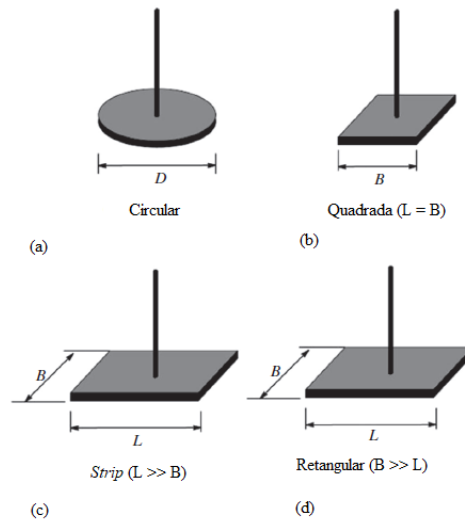 D
Circular
(a)
B
Quadrada (L = B)
(b)
B
L
Strip (L >> B)
(c)
B
L
Retangular (B >> L)
(d)